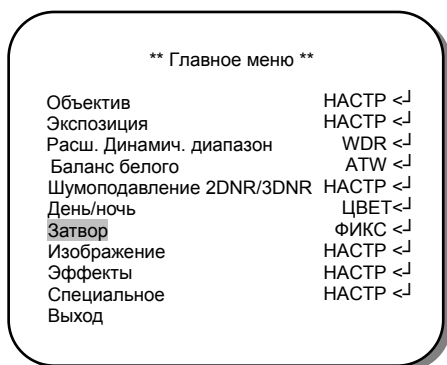 ** Главное меню **
Объектив НАСТР <┘
Экспозиция НАСТР <┘
Расш. Динамич. диапазон WDR <┘
Баланс белого ATW <┘
Шумоподавление 2DNR/3DNR НАСТР <┘
День/ночь ЦВЕТ<┘
Затвор ФИКС <┘
Изображение НАСТР <┘
Эффекты НАСТР <┘
Специальное НАСТР <┘
Выход